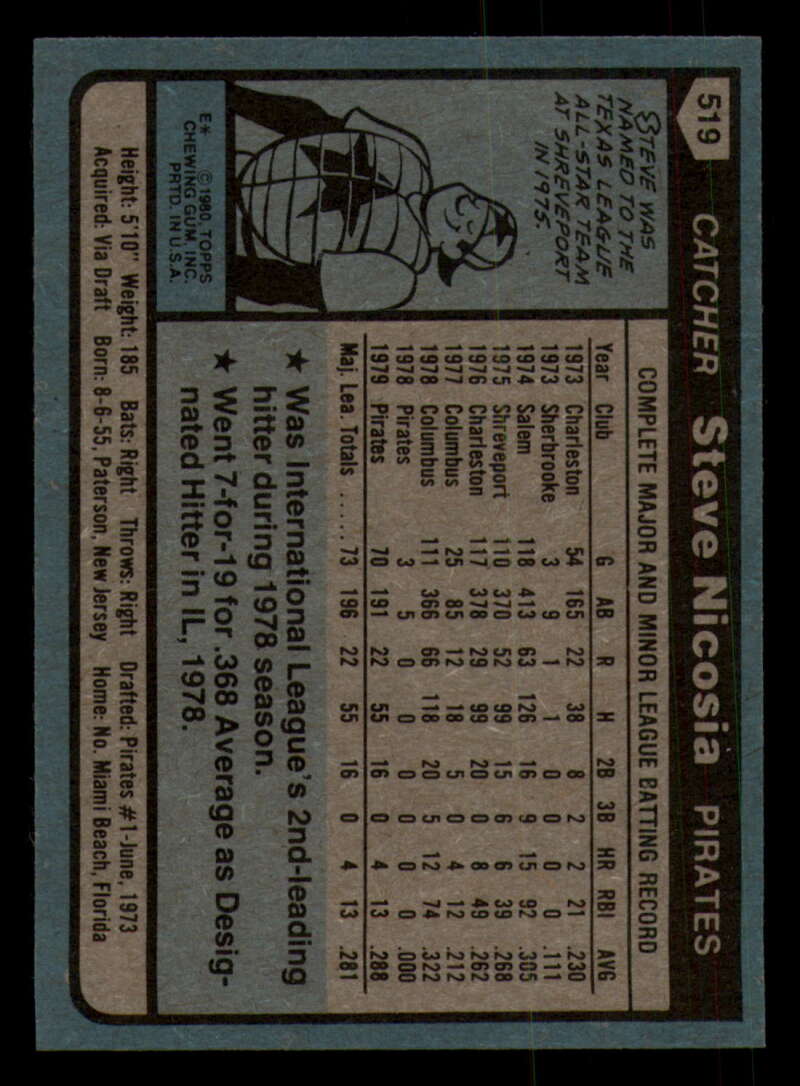 519 CATCHER Steve Nicosia PIRATES
STEVE WAS
NAMED TO THE
TEXAS LEAGUE
ALL-STAR TEAM
AT SHREVEPORT
IN 1975.
E* © 1980 TOPPS
CHEWING GUM, INC.
PRTD. IN U.S.A.
COMPLETE MAJOR AND MINOR LEAGUE BATTING RECORD
Year Club G AB R H 2B 3B HR RBI AVG
1973 Charleston 54 165 22 38 8 2 2 21 .230
1973 Sherbrooke 3 9 1 1 0 0 0 0 .111
1974 Salem 118 413 63 126 16 9 15 92 .305
1975 Shreveport 110 370 52 99 15 6 6 39 .268
1976 Charleston 117 378 29 99 20 0 8 49 .262
1977 Columbus 25 85 12 18 5 0 4 12 .212
1978 Columbus 111 366 66 118 20 5 12 74 .322
1978 Pirates 3 5 0 0 0 0 0 0 .000
1979 Pirates 70 191 22 55 16 0 4 13 .288
Maj. Lea. Totals ..... 73 196 22 55 16 0 4 13 .281
★ Was International League's 2nd-leading
hitter during 1978 season.
★ Went 7-for-19 for .368 Average as Desig-
nated Hitter in IL, 1978.
Height: 5'10" Weight: 185 Bats: Right Throws: Right Drafted: Pirates #1-June, 1973
Acquired: Via Draft Born: 8-6-55, Paterson, New Jersey Home: No. Miami Beach, Florida